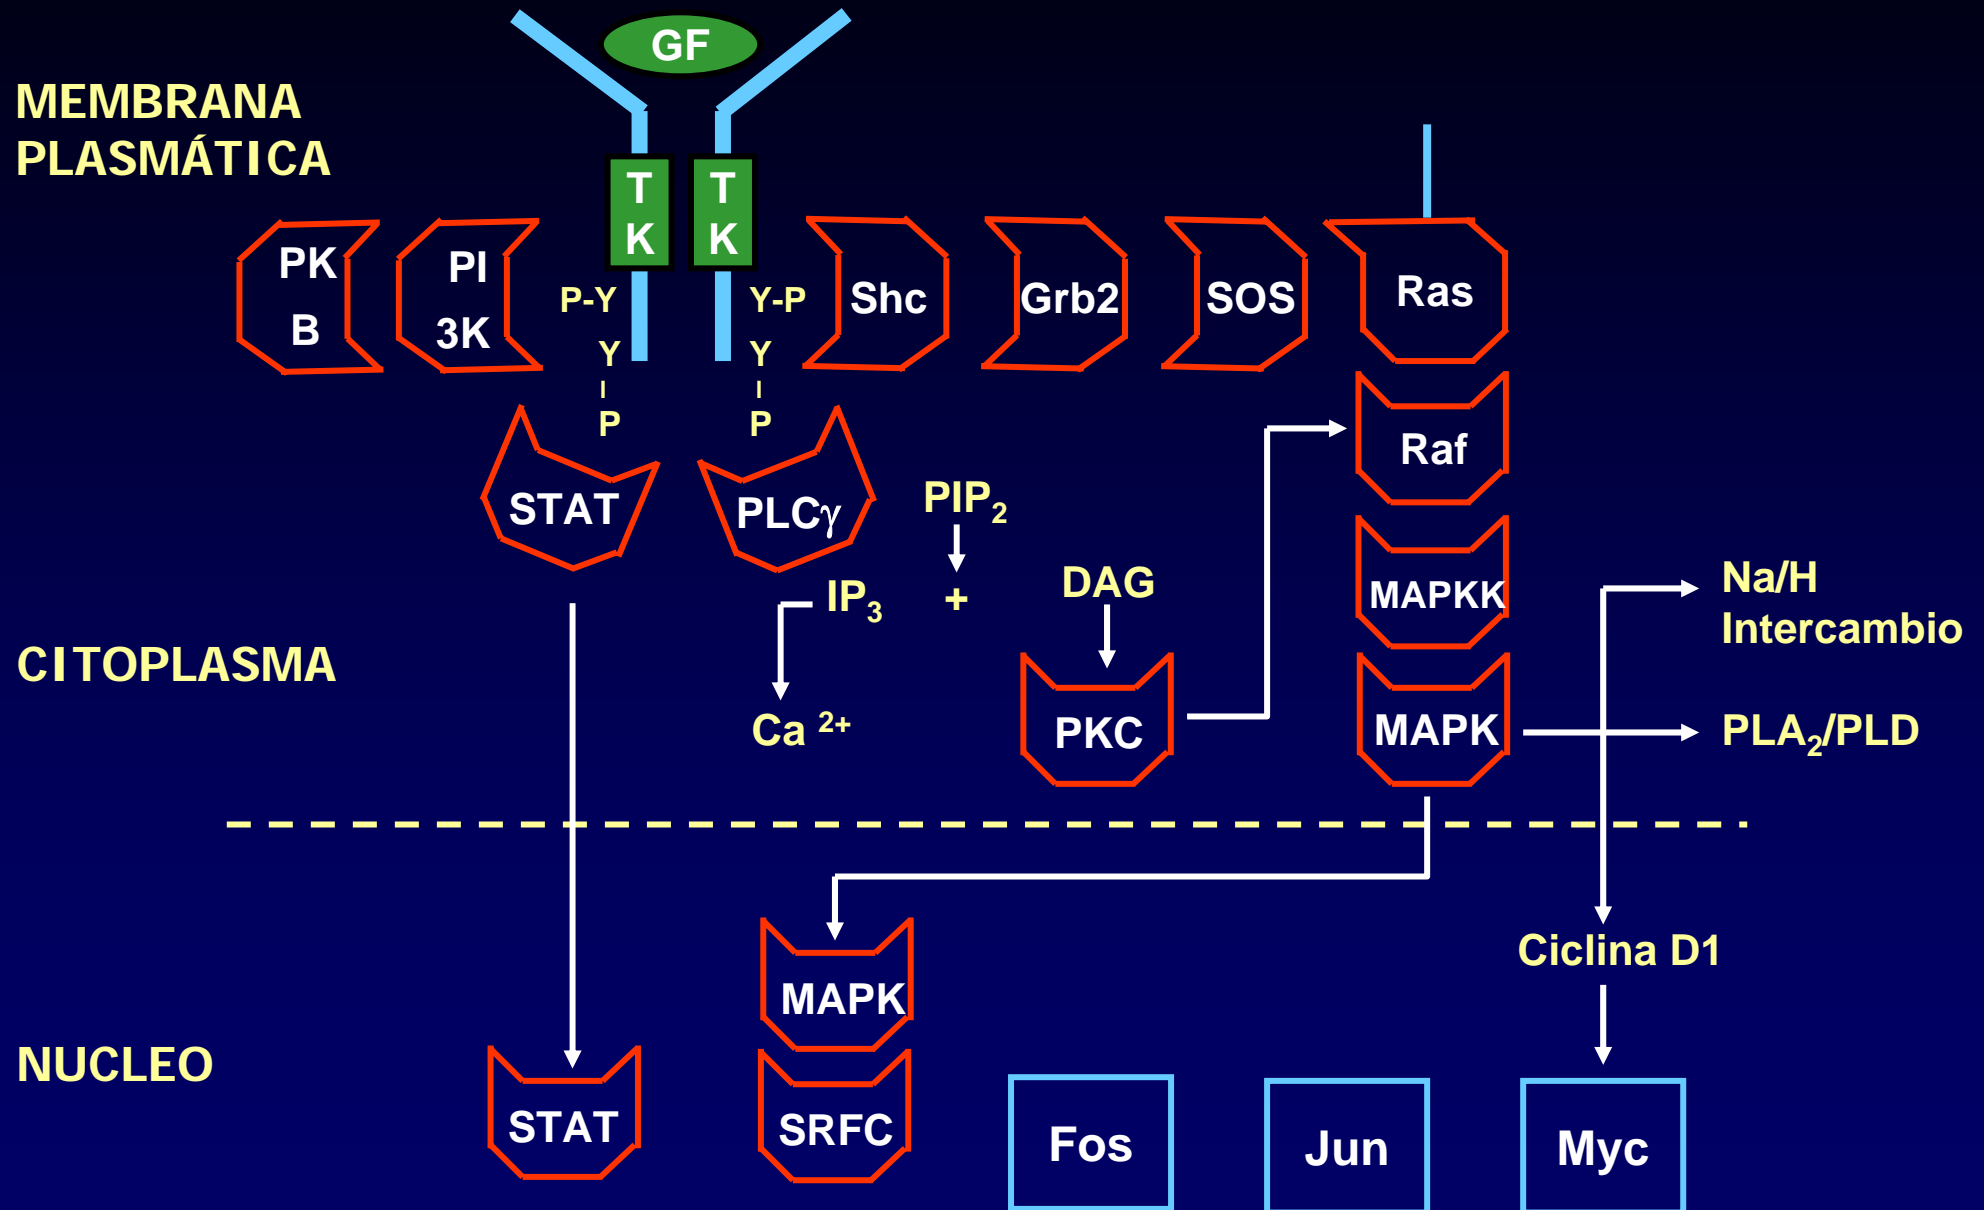 GF
MEMBRANA
PLASMÁTICA
T
K
T
K
PK
B
PI
3K
P-Y
Y
P
Y-P
Y
P
Shc
Grb2
SOS
Ras
Raf
STAT
PLCγ
PIP₂
IP₃
+
DAG
MAPKK
Na/H
Intercambio
CITOPLASMA
Ca ²⁺
PKC
MAPK
PLA₂/PLD
Ciclina D1
MAPK
NUCLEO
STAT
SRFC
Fos
Jun
Myc